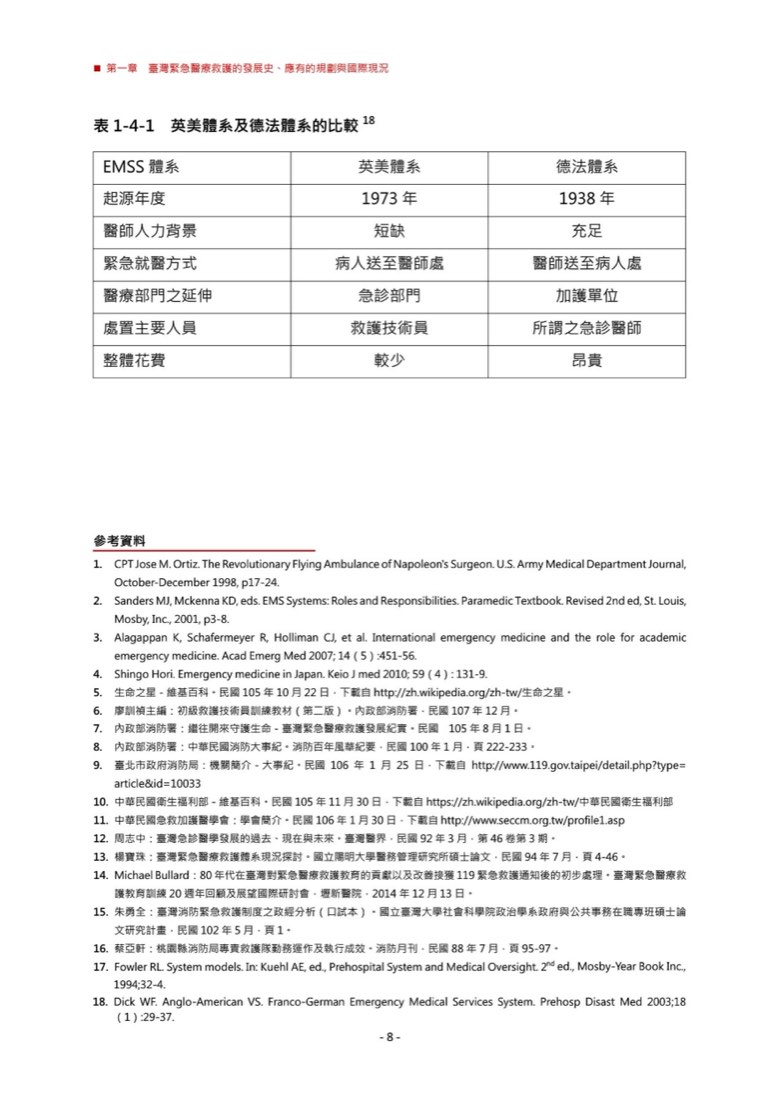 ■ 第一章 臺灣緊急醫療救護的發展史、應有的規劃與國際現況
表 1-4-1 英美體系及德法體系的比較 18
EMSS 體系 英美體系 德法體系
起源年度 1973 年 1938 年
醫師人力背景 短缺 充足
緊急就醫方式 病人送至醫師處 醫師送至病人處
醫療部門之延伸 急診部門 加護單位
處置主要人員 救護技術員 所謂之急診醫師
整體花費 較少 昂貴
參考資料
1. CPT Jose M. Ortiz. The Revolutionary Flying Ambulance of Napoleon's Surgeon. U.S. Army Medical Department Journal,
October-December 1998, p17-24.
2. Sanders MJ, Mckenna KD, eds. EMS Systems: Roles and Responsibilities. Paramedic Textbook. Revised 2nd ed, St. Louis,
Mosby, Inc., 2001, p3-8.
3. Alagappan K, Schafermeyer R, Holliman CJ, et al. International emergency medicine and the role for academic
emergency medicine. Acad Emerg Med 2007; 14（5）:451-56.
4. Shingo Hori. Emergency medicine in Japan. Keio J med 2010; 59（4）: 131-9.
5. 生命之星－維基百科。民國 105 年 10 月 22 日，下載自 http://zh.wikipedia.org/zh-tw/生命之星。
6. 廖訓禎主編：初級救護技術員訓練教材（第二版）。內政部消防署，民國 107 年 12 月。
7. 內政部消防署：繼往開來守護生命－臺灣緊急醫療救護發展紀實。民國 105 年 8 月 1 日。
8. 內政部消防署：中華民國消防大事紀。消防百年風華紀要，民國 100 年 1 月，頁 222-233。
9. 臺北市政府消防局：機關簡介－大事紀。民國 106 年 1 月 25 日，下載自 http://www.119.gov.taipei/detail.php?type=
article&id=10033
10. 中華民國衛生福利部－維基百科。民國 105 年 11 月 30 日，下載自 https://zh.wikipedia.org/zh-tw/中華民國衛生福利部
11. 中華民國急救加護醫學會：學會簡介。民國 106 年 1 月 30 日，下載自 http://www.seccm.org.tw/profile1.asp
12. 周志中：臺灣急診醫學發展的過去、現在與未來。臺灣醫界，民國 92 年 3 月，第 46 卷第 3 期。
13. 楊寶珠：臺灣緊急醫療救護體系現況探討。國立陽明大學醫務管理研究所碩士論文，民國 94 年 7 月，頁 4-46。
14. Michael Bullard：80 年代在臺灣對緊急醫療救護教育的貢獻以及改善接獲 119 緊急救護通知後的初步處理。臺灣緊急醫療救
護教育訓練 20 週年回顧及展望國際研討會，壢新醫院，2014 年 12 月 13 日。
15. 朱勇全：臺灣消防緊急救護制度之政經分析（口試本）。國立臺灣大學社會科學院政治學系政府與公共事務在職專班碩士論
文研究計畫，民國 102 年 5 月，頁 1。
16. 蔡亞軒：桃園縣消防局專責救護隊勤務運作及執行成效。消防月刊，民國 88 年 7 月，頁 95-97。
17. Fowler RL. System models. In: Kuehl AE, ed., Prehospital System and Medical Oversight. 2nd ed., Mosby-Year Book Inc.,
1994;32-4.
18. Dick WF. Anglo-American VS. Franco-German Emergency Medical Services System. Prehosp Disast Med 2003;18
（1）:29-37.
- 8 -